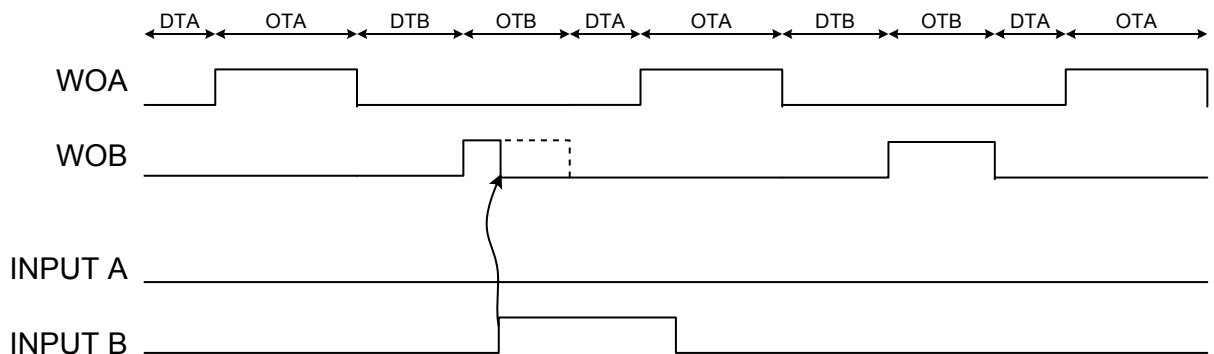 DTA OTA DTB OTB DTA OTA DTB OTB DTA OTA
WOA
WOB
INPUT A
INPUT B